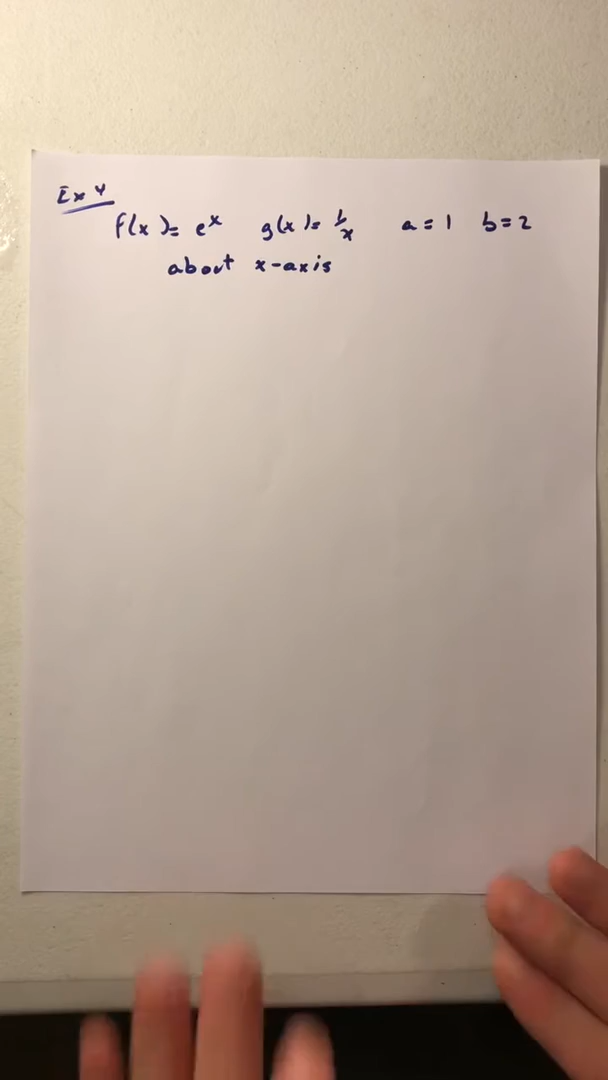 Ex 4
f(x)= e^x g(x)= 1/x a=1 b=2
about x-axis